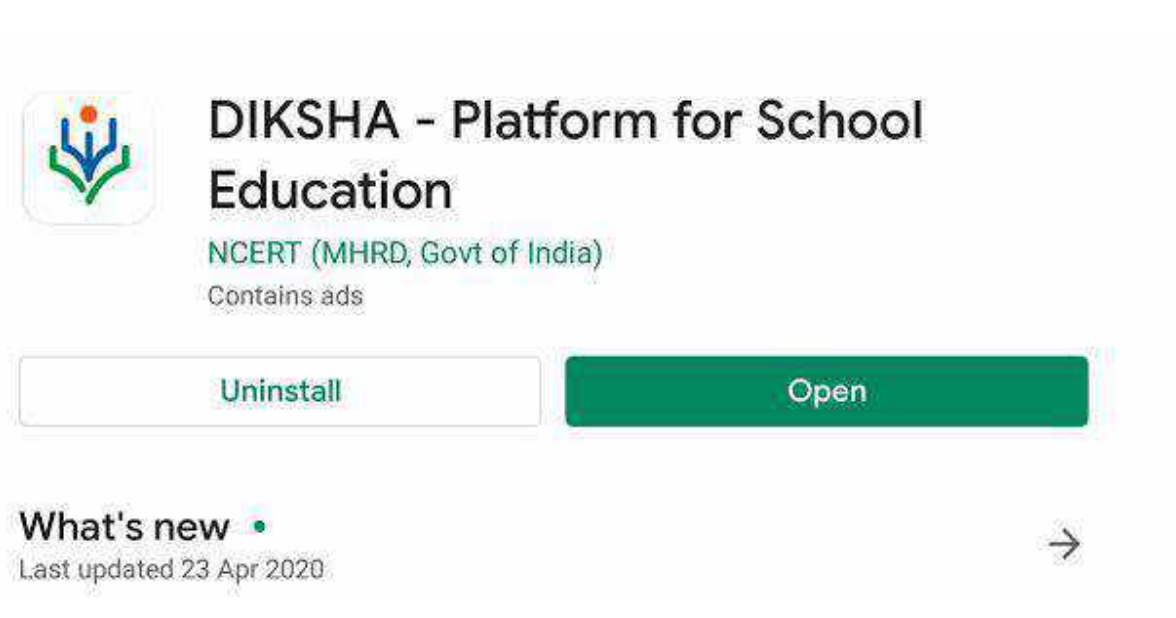 DIKSHA - Platform for School
Education
NCERT (MHRD, Govt of India)
Contains ads
Uninstall
Open
What's new
Last updated 23 Apr 2020